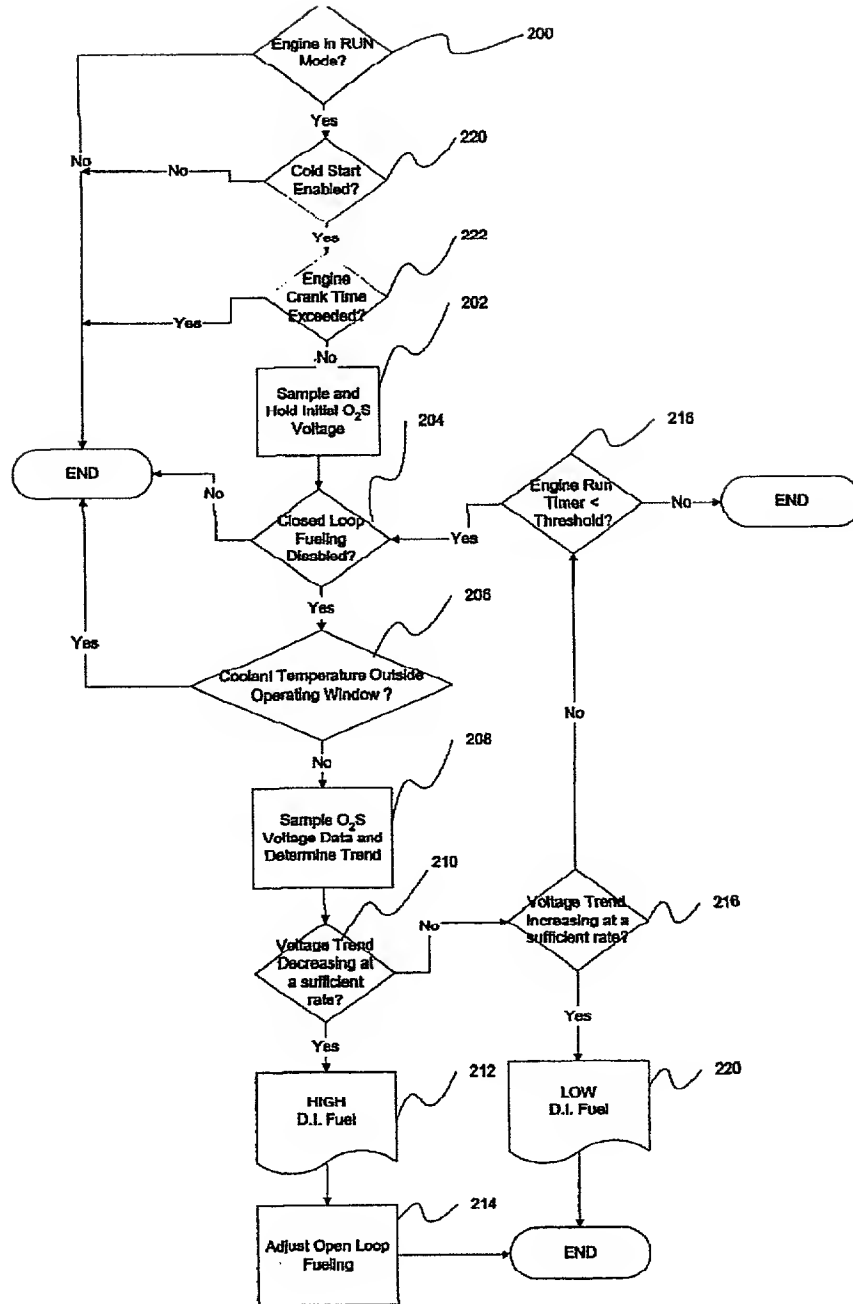 Engine in RUN
Mode?
200
Yes
220
No
No
Cold Start
Enabled?
Yes
222
Engine
Crank Time
Exceeded?
Yes
202
No
Sample and
Hold Initial O₂S
Voltage
204
216
END
No
Closed Loop
Fueling
Disabled?
Yes
Engine Run
Timer <
Threshold?
No
END
Yes
206
Yes
Coolant Temperature Outside
Operating Window ?
No
No
208
Sample O₂S
Voltage Data and
Determine Trend
210
Voltage Trend
Decreasing at
a sufficient
rate?
No
Voltage Trend
Increasing at a
sufficient rate?
216
Yes
Yes
HIGH
D.I. Fuel
212
LOW
D.I. Fuel
220
214
Adjust Open Loop
Fueling
END